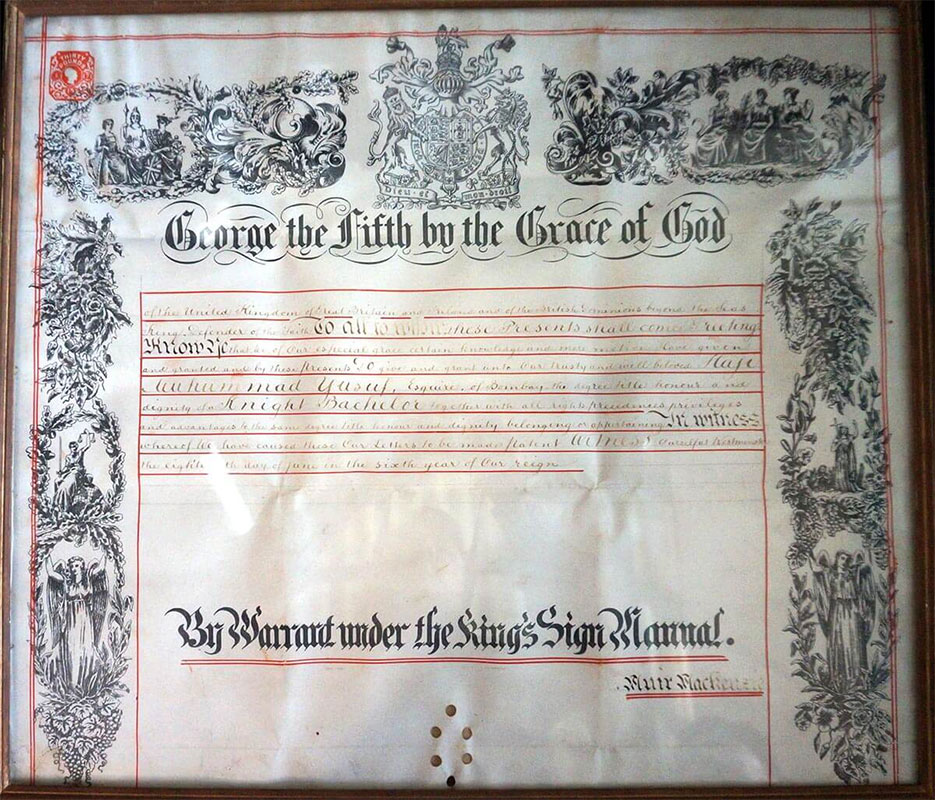 THIRTY
POUNDS
Dieu et mon droit
George the Fifth by the Grace of God
of the United Kingdom of Great Britain and Ireland and of the British Dominions beyond the Seas
King Defender of the Faith To all to whom these Presents shall come Greeting
Know Ye that We of Our especial grace certain knowledge and mere motion have given
and granted and by these Presents Do give and grant unto Our trusty and well beloved Haji
Muhummad Yusuf, Esquire, of Bombay the degree title honour and
dignity of a Knight Bachelor together with all rights precedences privileges
and advantages to the same degree title honour and dignity belonging or appertaining In witness
whereof We have caused these Our Letters to be made Patent Witness Ourself at Westminster
the day of June in the sixth year of Our reign
By Warrant under the King's Sign Manual.
Muir Mackenzie